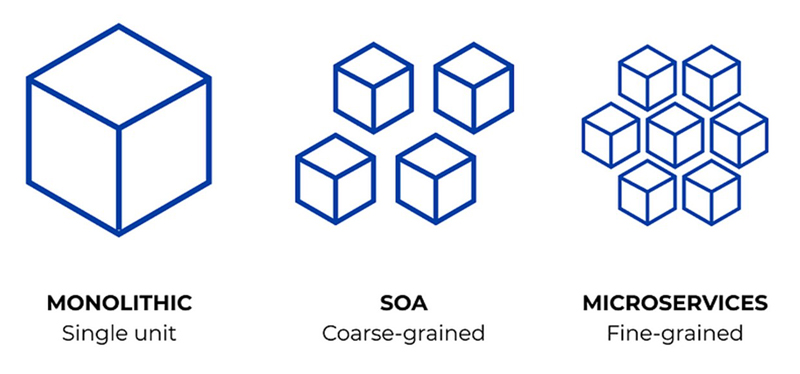 MONOLITHIC
Single unit
SOA
Coarse-grained
MICROSERVICES
Fine-grained